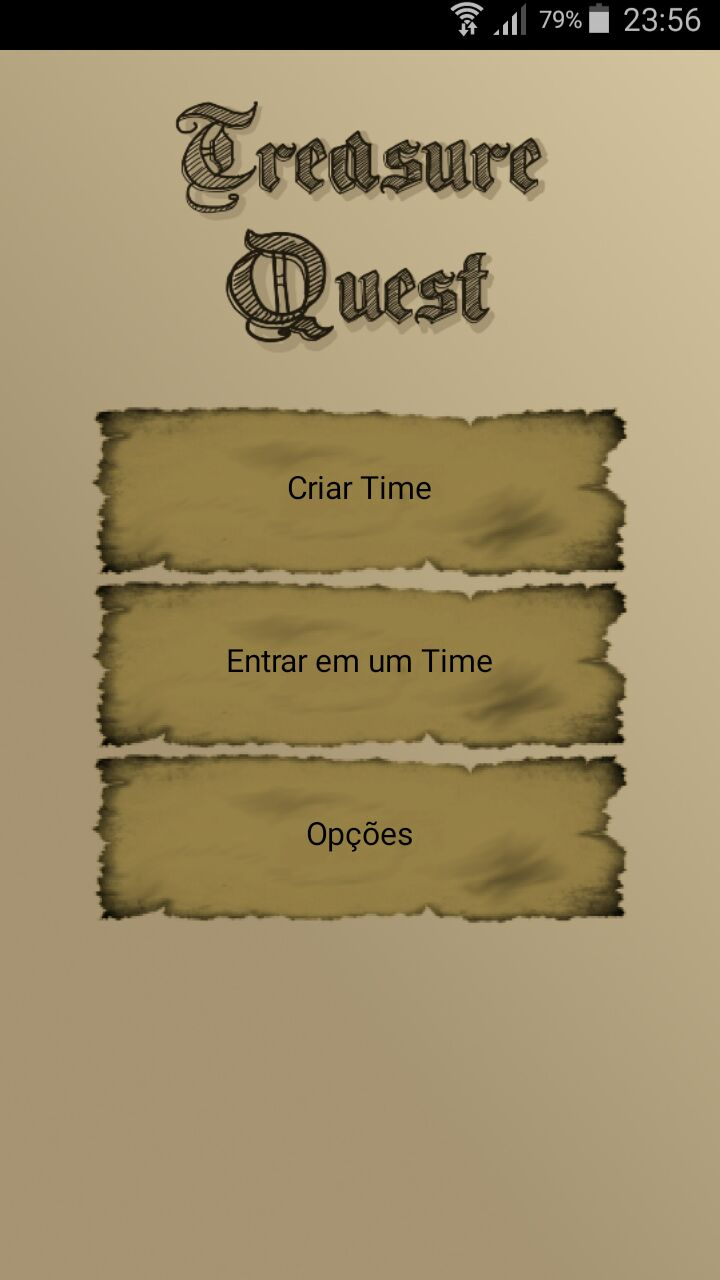 79% 23:56
Treasure
Quest
Criar Time
Entrar em um Time
Opções